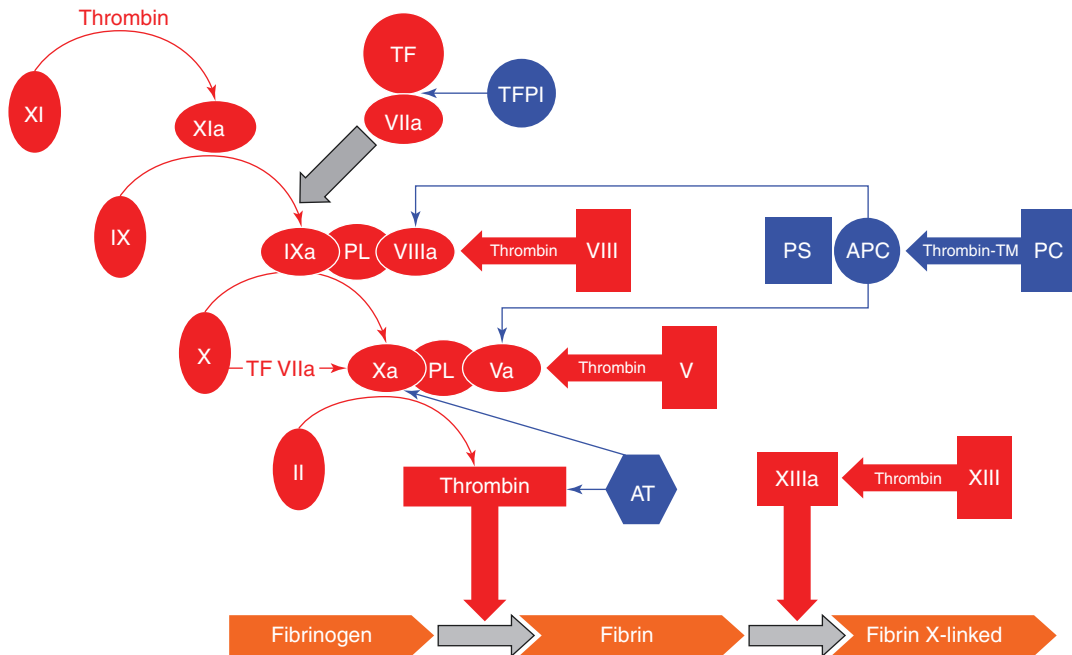 Thrombin
TF
TFPI
XI
XIa
VIIa
IX
IXa
PL
VIIIa
Thrombin
VIII
PS
APC
Thrombin-TM
PC
X
TF VIIa
Xa
PL
Va
Thrombin
V
II
Thrombin
AT
XIIIa
Thrombin
XIII
Fibrinogen
Fibrin
Fibrin X-linked